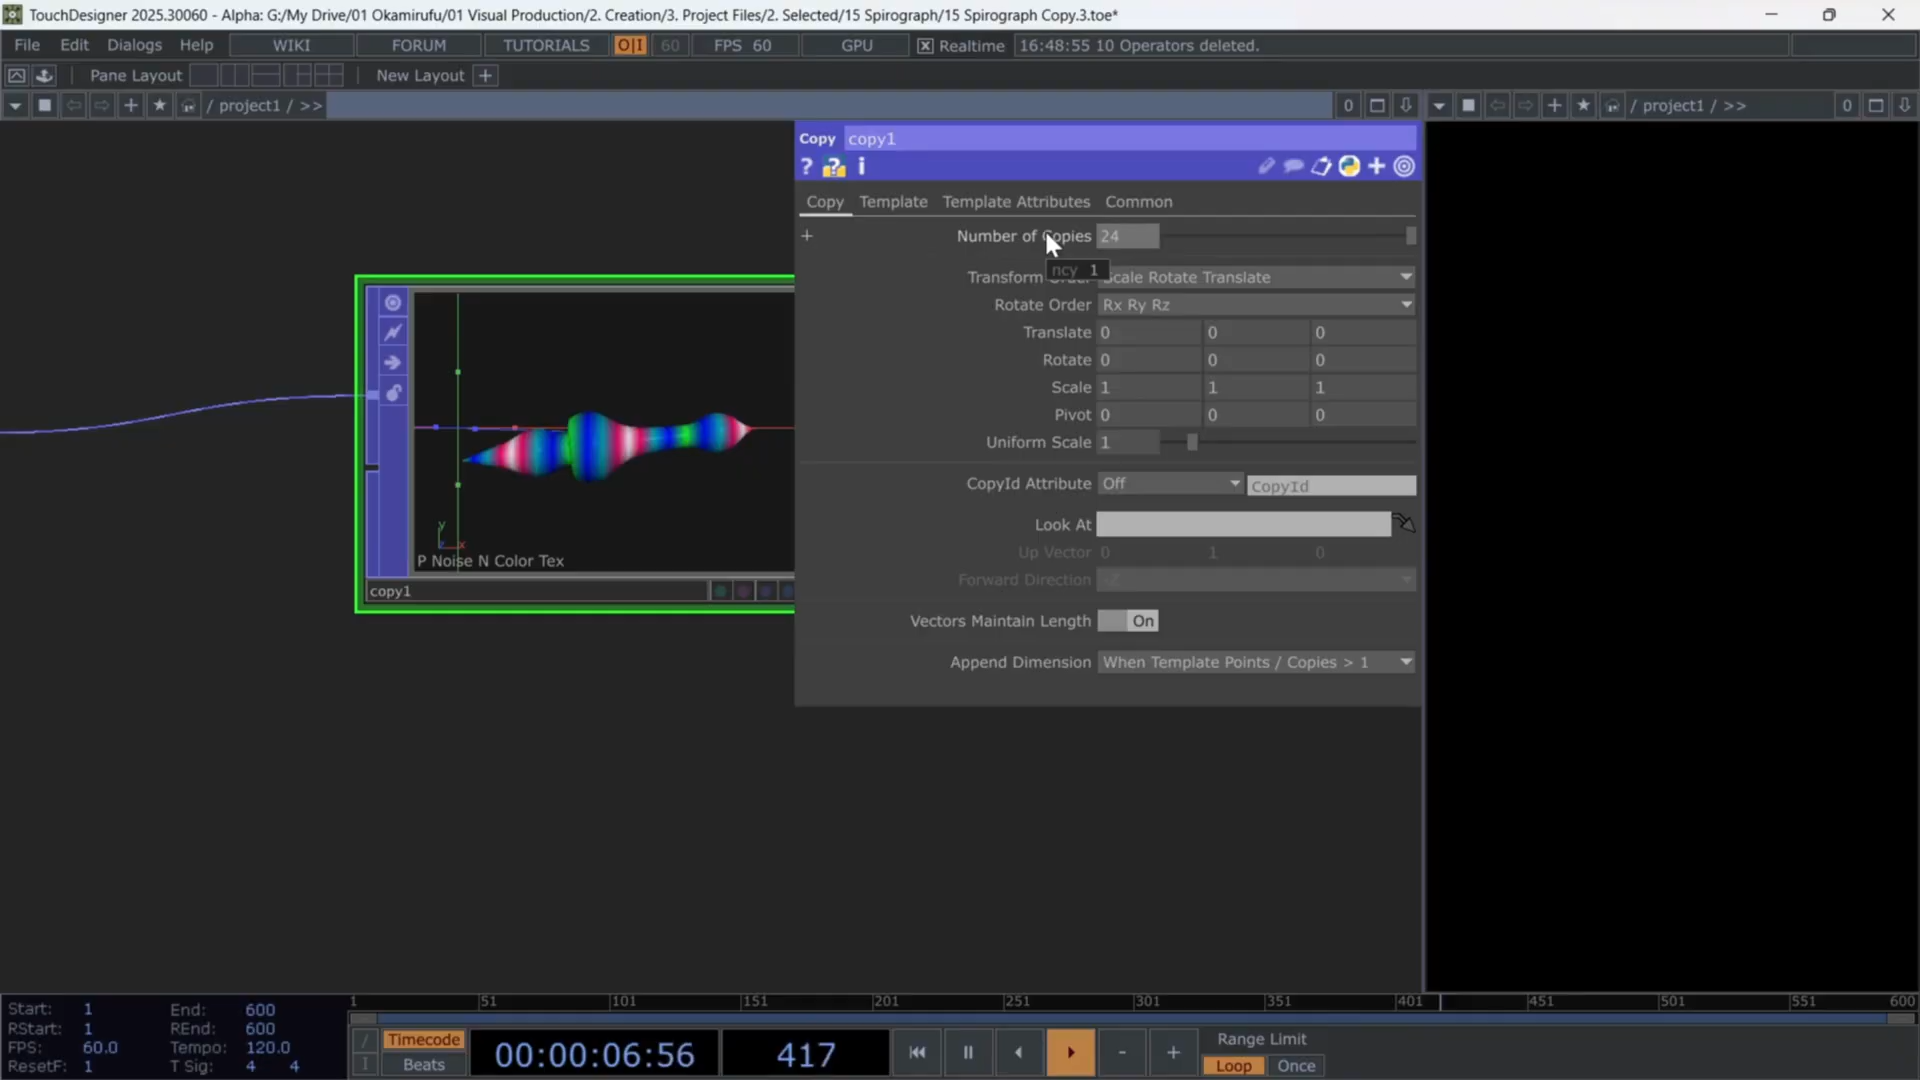 TouchDesigner 2025.30060 - Alpha: G:/My Drive/01 Okamirufu/01 Visual Production/2. Creation/3. Project Files/2. Selected/15 Spirograph/15 Spirograph Copy.3.toe*
File Edit Dialogs Help WIKI FORUM TUTORIALS O|I 60 FPS 60 GPU Realtime 16:48:55 10 Operators deleted.
Pane Layout New Layout +
/ project1 / >> 0 / project1 / >> 0
Copy copy1
? ? i
Copy Template Template Attributes Common
+ Number of Copies 24
ncy 1
Transform Scale Rotate Translate
Rotate Order Rx Ry Rz
Translate 0 0 0
Rotate 0 0 0
Scale 1 1 1
Pivot 0 0 0
Uniform Scale 1
CopyId Attribute Off CopyId
Look At
Up Vector 0 1 0
Forward Direction -Z
Vectors Maintain Length On
Append Dimension When Template Points / Copies > 1
y
x
P Noise N Color Tex
copy1
1 51 101 151 201 251 301 351 401 451 501 551 600
Start: 1 End: 600
RStart: 1 REnd: 600
FPS: 60.0 Tempo: 120.0
ResetF: 1 T Sig: 4 4
/ Timecode
I Beats
00:00:06:56 417
- +
Range Limit
Loop Once